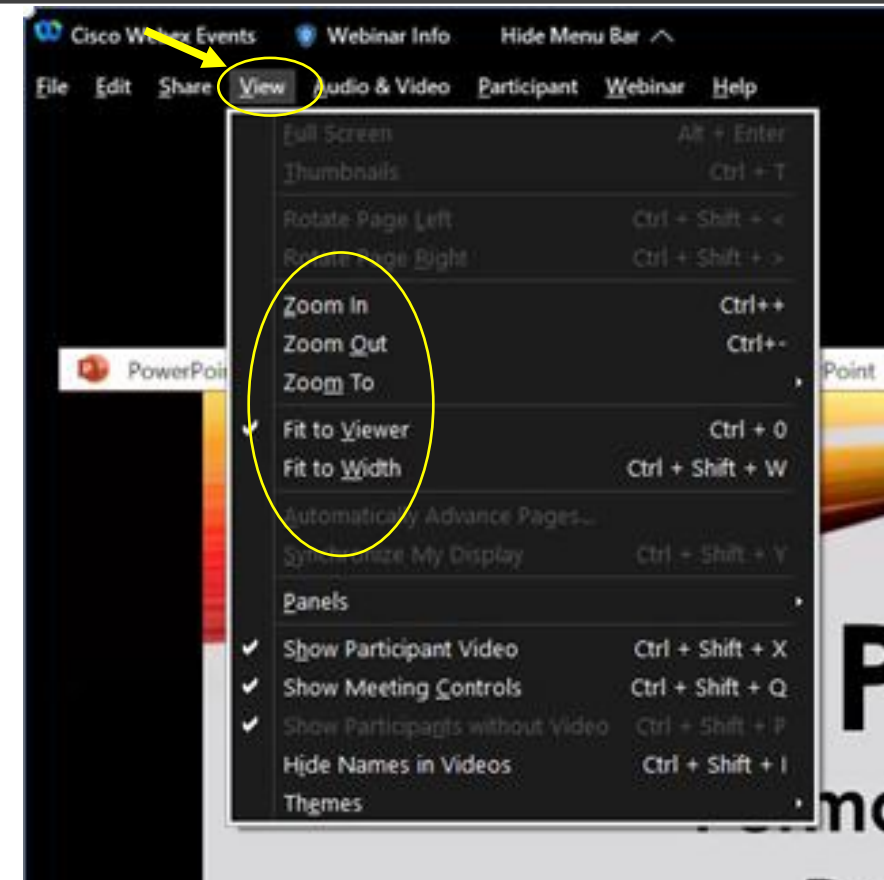 Cisco Webex Events Webinar Info Hide Menu Bar
File Edit Share View Audio & Video Participant Webinar Help
Full Screen Alt + Enter
Thumbnails Ctrl + T
Rotate Page Left Ctrl + Shift + <
Rotate Page Right Ctrl + Shift + >
Zoom In Ctrl++
Zoom Out Ctrl+-
Zoom To
PowerPoin
Point
Fit to Viewer Ctrl + 0
Fit to Width Ctrl + Shift + W
Automatically Advance Pages...
Synchronize My Display Ctrl + Shift + Y
Panels
Show Participant Video Ctrl + Shift + X
Show Meeting Controls Ctrl + Shift + Q
Show Participants without Video Ctrl + Shift + P
Hide Names in Videos Ctrl + Shift + I
Themes
P